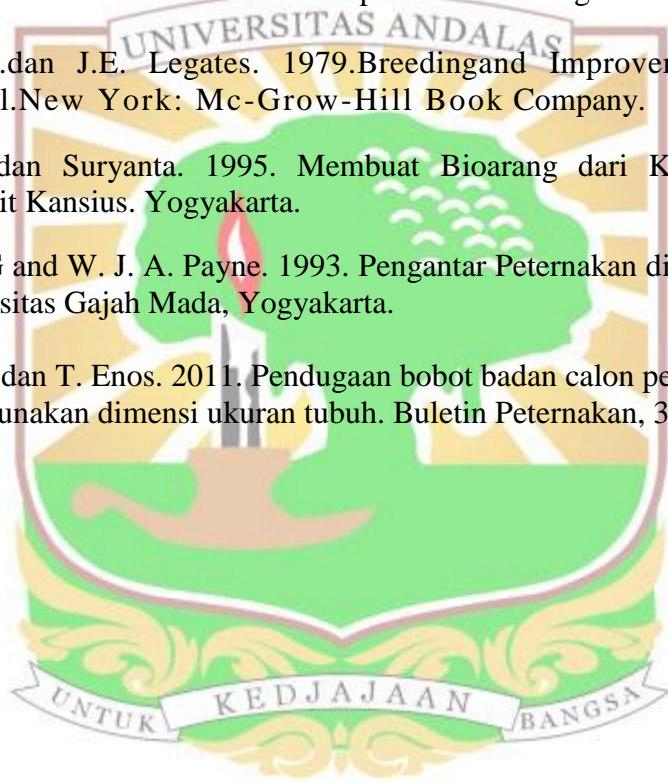 UNIVERSITAS ANDALAS
.dan J.E. Legates. 1979.Breedingand Improve
l.New York: Mc-Grow-Hill Book Company.
dan Suryanta. 1995. Membuat Bioarang dari K
it Kansius. Yogyakarta.
and W. J. A. Payne. 1993. Pengantar Peternakan di
sitas Gajah Mada, Yogyakarta.
dan T. Enos. 2011. Pendugaan bobot badan calon pe
unakan dimensi ukuran tubuh. Buletin Peternakan, 3
UNTUK KEDJAJAAN BANGSA